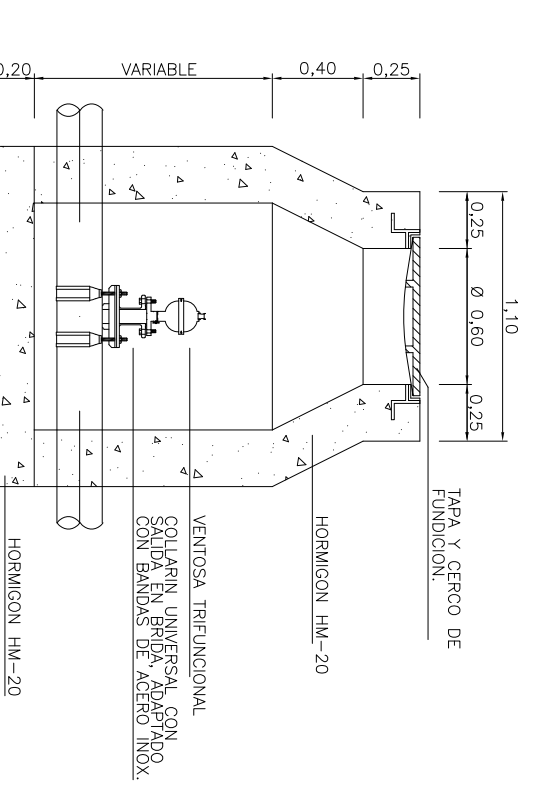 1,10
0,25
Ø 0,60
0,25
0,25
0,40
VARIABLE
0,20
TAPA Y CERCO DE
FUNDICION.
HORMIGON HM-20
VENTOSA TRIFUNCIONAL
COLLARIN UNIVERSAL CON
SALIDA EN BRIDA, ADAPTADO
CON BANDAS DE ACERO INOX.
HORMIGON HM-20